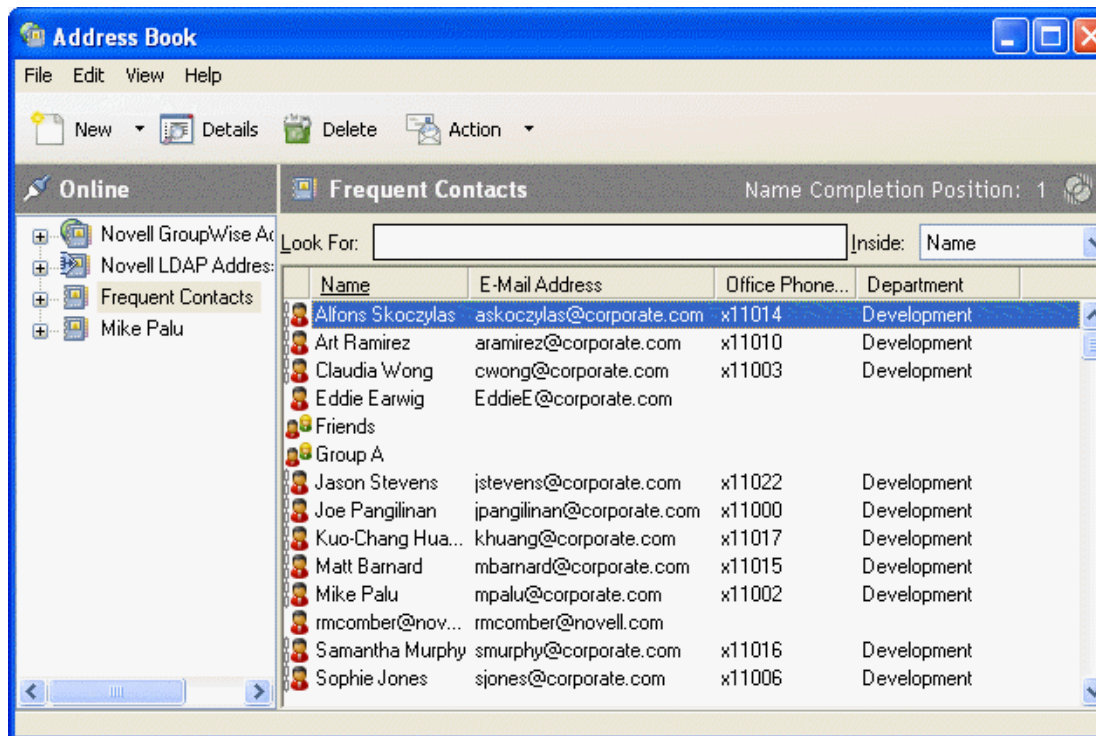 Address Book
File Edit View Help
New Details Delete Action
Online
Novell GroupWise Ad
Novell LDAP Addres
Frequent Contacts
Mike Palu
Frequent Contacts Name Completion Position: 1
Look For: Inside: Name
Name E-Mail Address Office Phone... Department
Alfons Skoczylas askoczylas@corporate.com x11014 Development
Art Ramirez aramirez@corporate.com x11010 Development
Claudia Wong cwong@corporate.com x11003 Development
Eddie Earwig EddieE@corporate.com
Friends
Group A
Jason Stevens jstevens@corporate.com x11022 Development
Joe Pangilinan jpangilinan@corporate.com x11000 Development
Kuo-Chang Hua... khuang@corporate.com x11017 Development
Matt Barnard mbarnard@corporate.com x11015 Development
Mike Palu mpalu@corporate.com x11002 Development
rmcomber@nov... rmcomber@novell.com
Samantha Murphy smurphy@corporate.com x11016 Development
Sophie Jones sjones@corporate.com x11006 Development